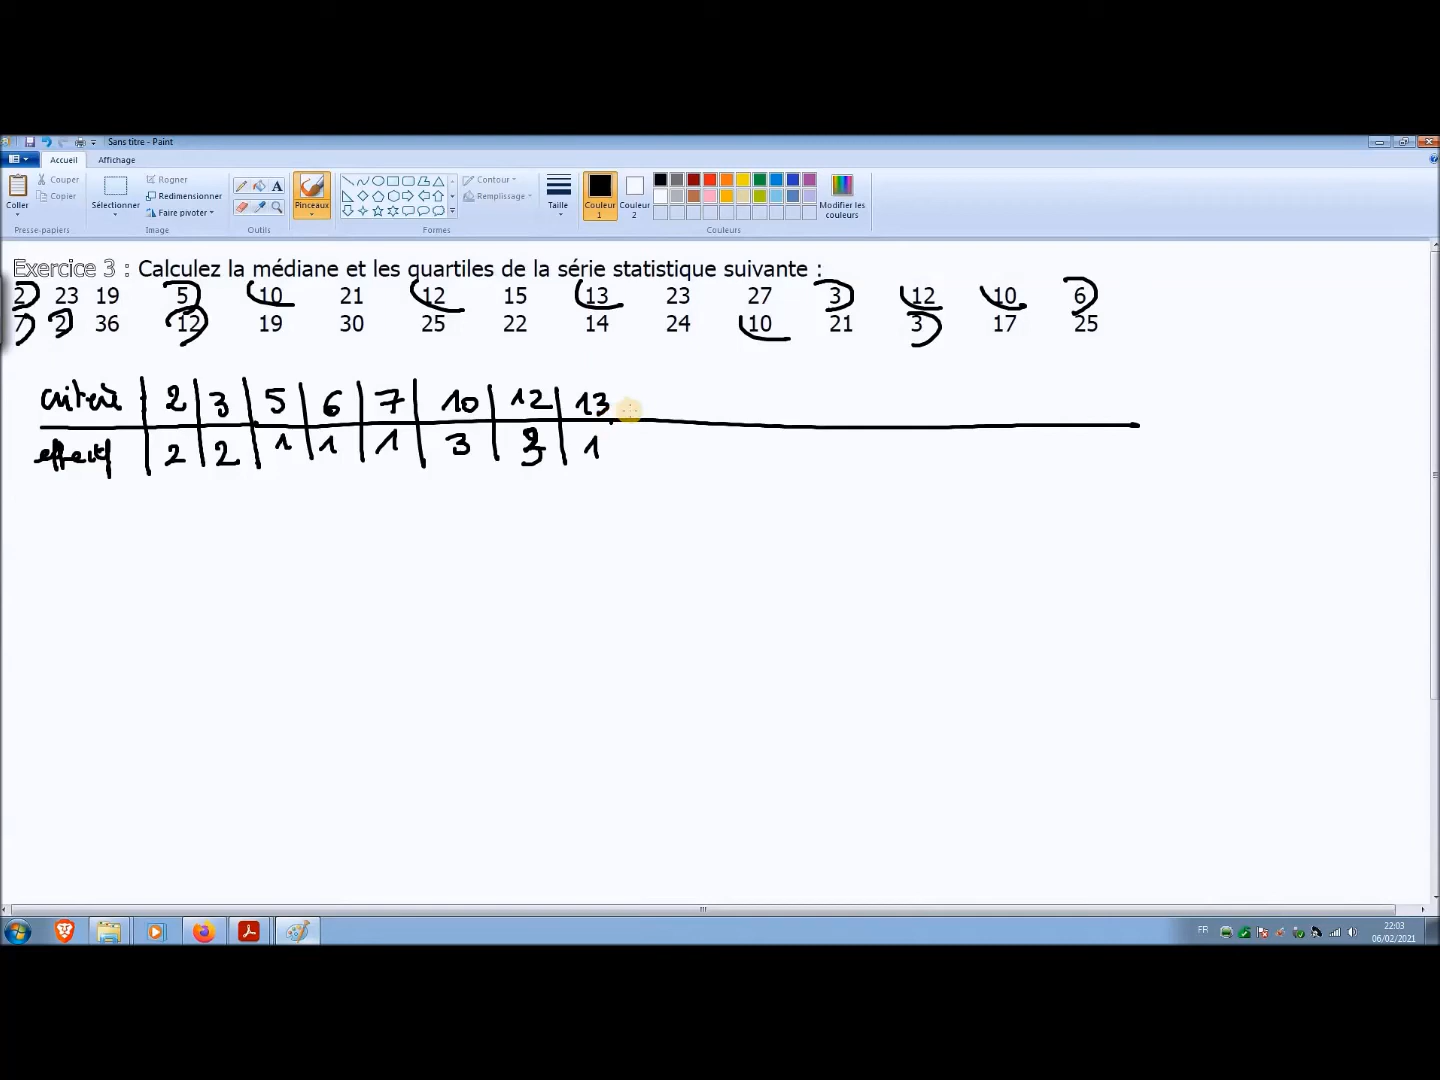 Sans titre - Paint
Accueil Affichage
Coller
Couper
Copier
Presse-papiers
Sélectionner
Rogner
Redimensionner
Faire pivoter
Image
A
Outils
Pinceaux
Formes
Contour
Remplissage
Taille
Couleur 1
Couleur 2
Couleurs
Modifier les couleurs
Exercice 3 : Calculez la médiane et les quartiles de la série statistique suivante :
2 23 19 5 10 21 12 15 13 23 27 3 12 10 6
7 2 36 12 19 30 25 22 14 24 10 21 3 17 25
critère 2 3 5 6 7 10 12 13
effectif 2 2 1 1 1 3 3 1
FR 22:03
06/02/2021